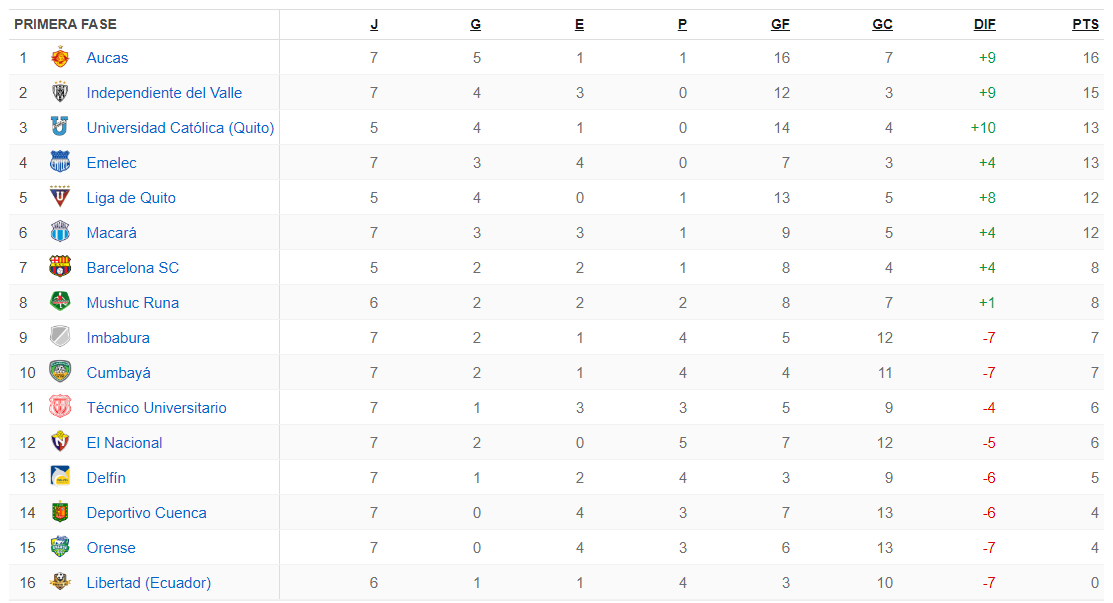 PRIMERA FASE J G E P GF GC DIF PTS
1 Aucas 7 5 1 1 16 7 +9 16
2 Independiente del Valle 7 4 3 0 12 3 +9 15
3 Universidad Católica (Quito) 5 4 1 0 14 4 +10 13
4 Emelec 7 3 4 0 7 3 +4 13
5 Liga de Quito 5 4 0 1 13 5 +8 12
6 Macará 7 3 3 1 9 5 +4 12
7 Barcelona SC 5 2 2 1 8 4 +4 8
8 Mushuc Runa 6 2 2 2 8 7 +1 8
9 Imbabura 7 2 1 4 5 12 -7 7
10 Cumbayá 7 2 1 4 4 11 -7 7
11 Técnico Universitario 7 1 3 3 5 9 -4 6
12 El Nacional 7 2 0 5 7 12 -5 6
13 Delfín 7 1 2 4 3 9 -6 5
14 Deportivo Cuenca 7 0 4 3 7 13 -6 4
15 Orense 7 0 4 3 6 13 -7 4
16 Libertad (Ecuador) 6 1 1 4 3 10 -7 0